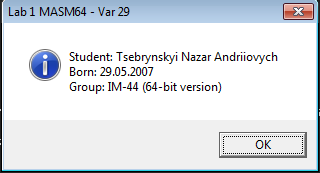 Lab 1 MASM64 - Var 29
Student: Tsebrynskyi Nazar Andriiovych
Born: 29.05.2007
Group: IM-44 (64-bit version)
OK